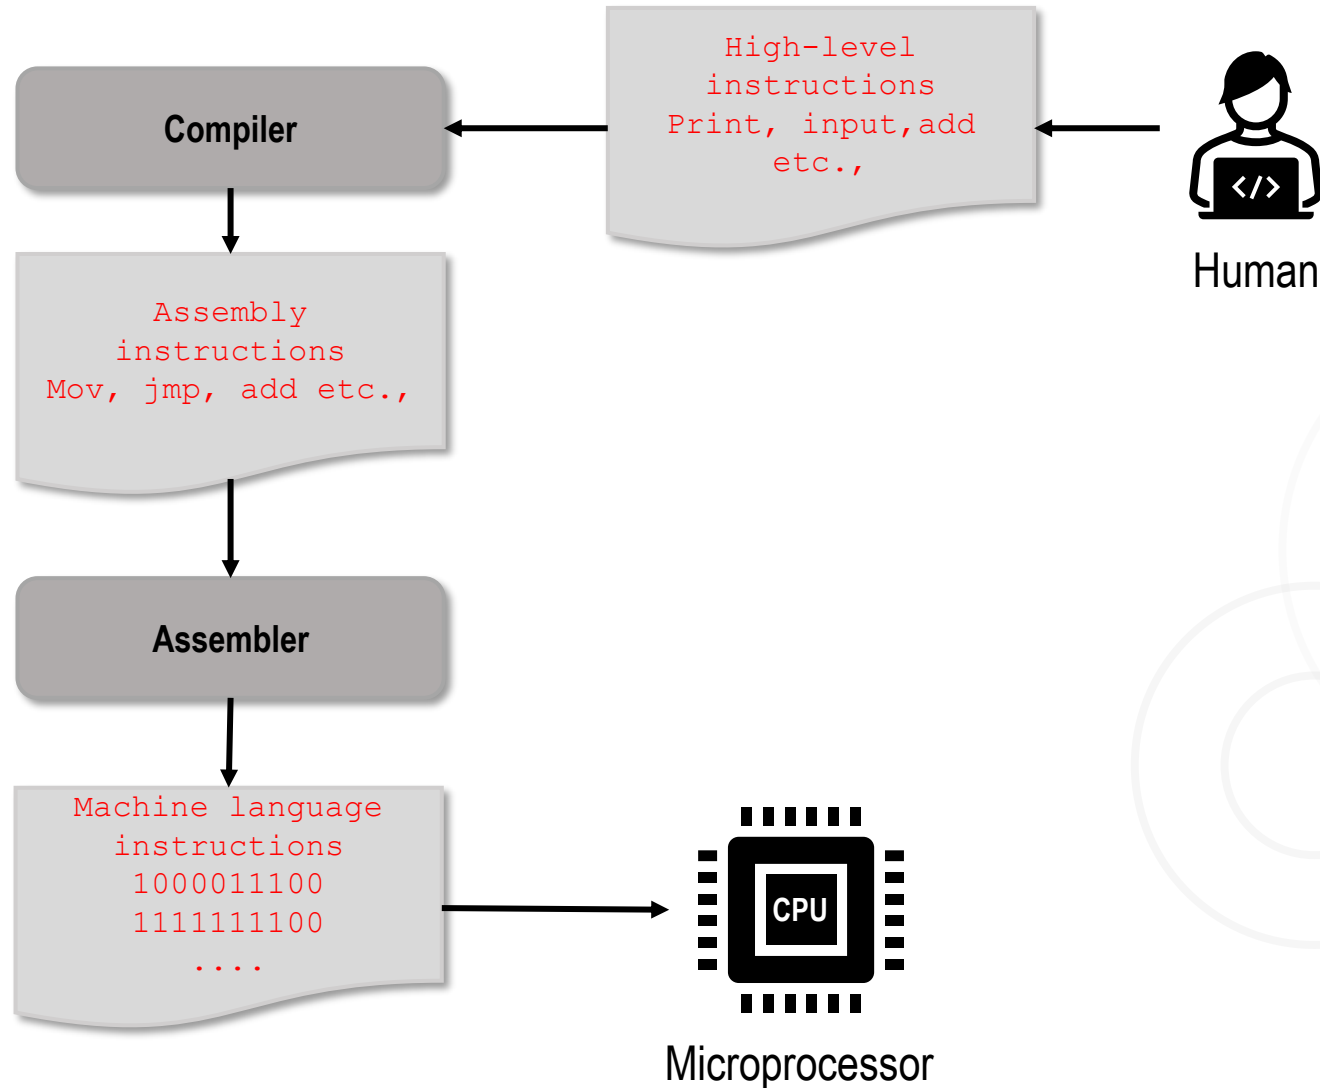 High-level
instructions
Print, input,add
etc.,
Compiler
</>
Human
Assembly
instructions
Mov, jmp, add etc.,
Assembler
Machine language
instructions
1000011100
1111111100
....
CPU
Microprocessor